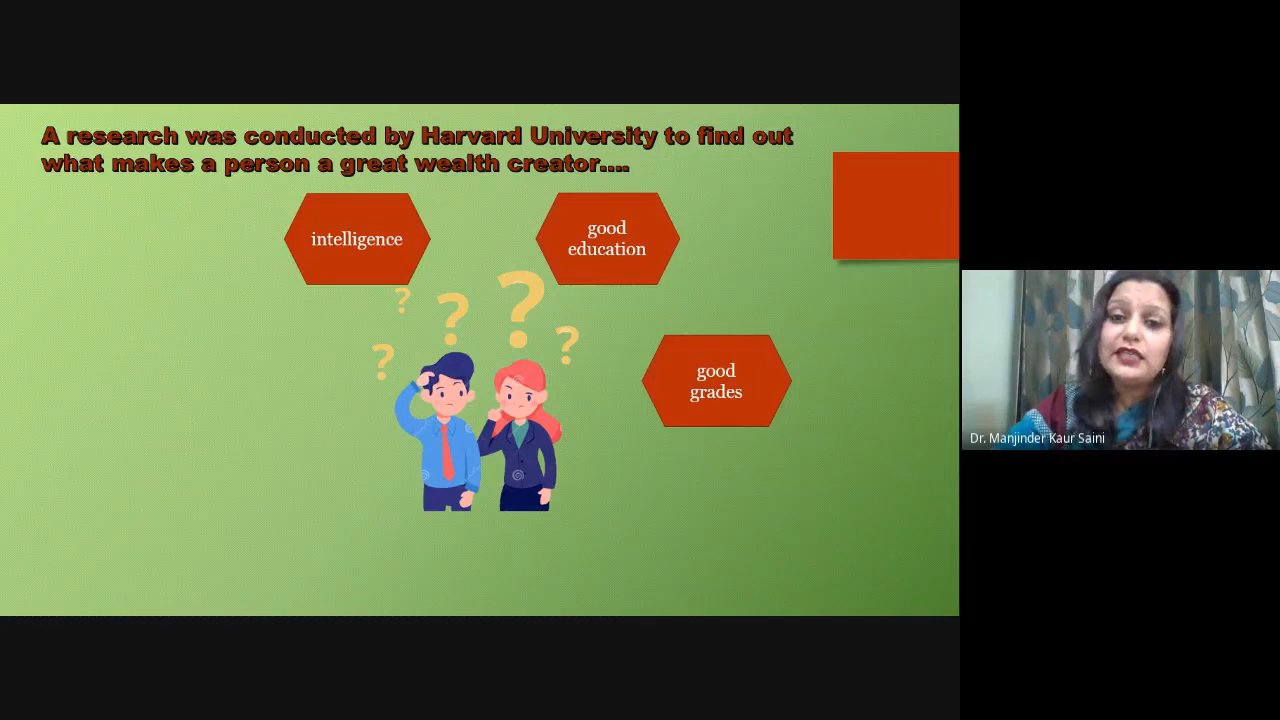 A research was conducted by Harvard University to find out
what makes a person a great wealth creator....
intelligence
good
education
?
?
?
?
?
good
grades
Dr. Manjinder Kaur Saini